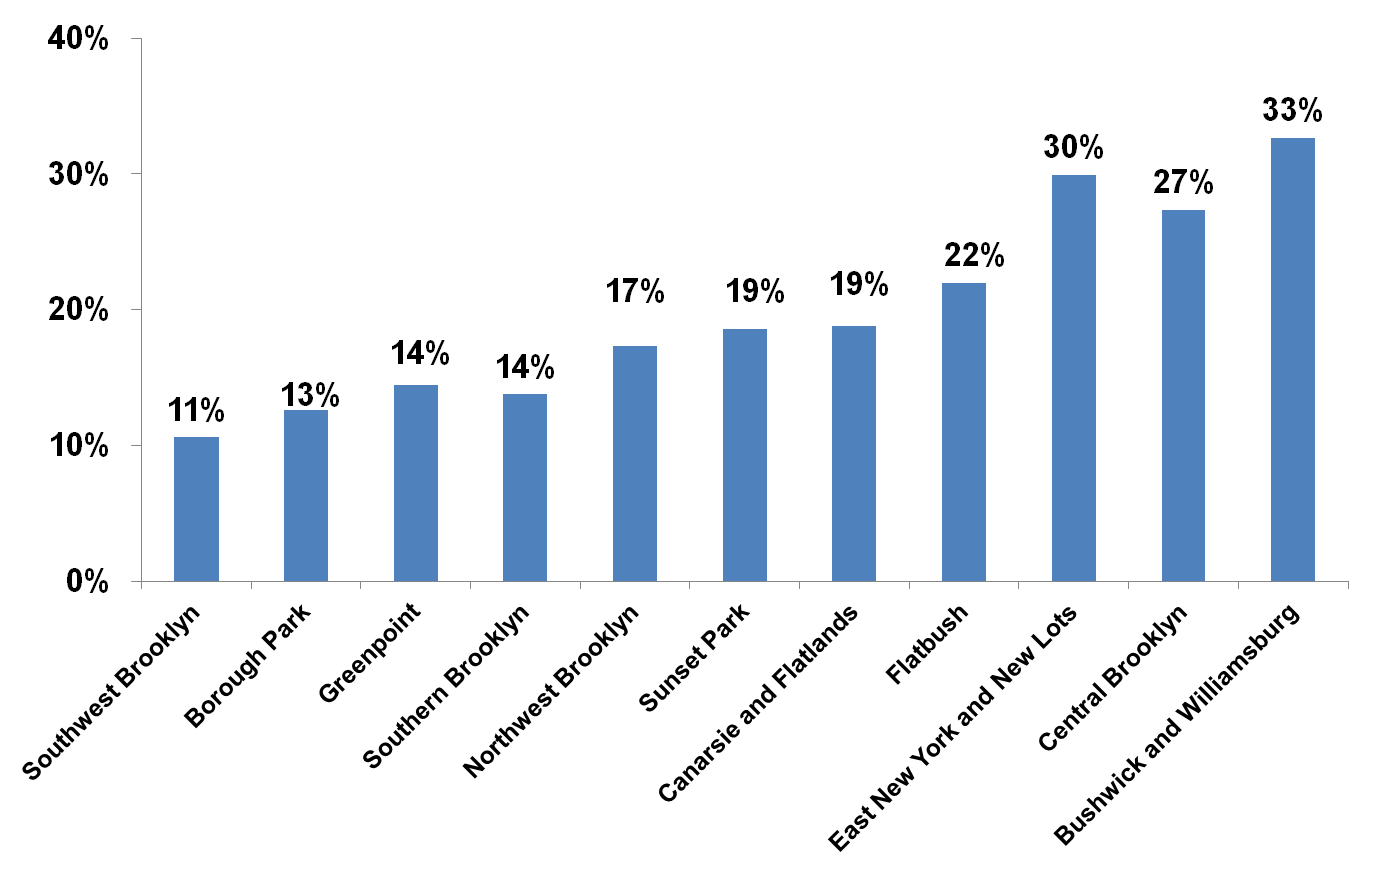 40%
30%
20%
10%
0%
11%
13%
14%
14%
17%
19%
19%
22%
30%
27%
33%
Southwest Brooklyn
Borough Park
Greenpoint
Southern Brooklyn
Northwest Brooklyn
Sunset Park
Canarsie and Flatlands
Flatbush
East New York and New Lots
Central Brooklyn
Bushwick and Williamsburg